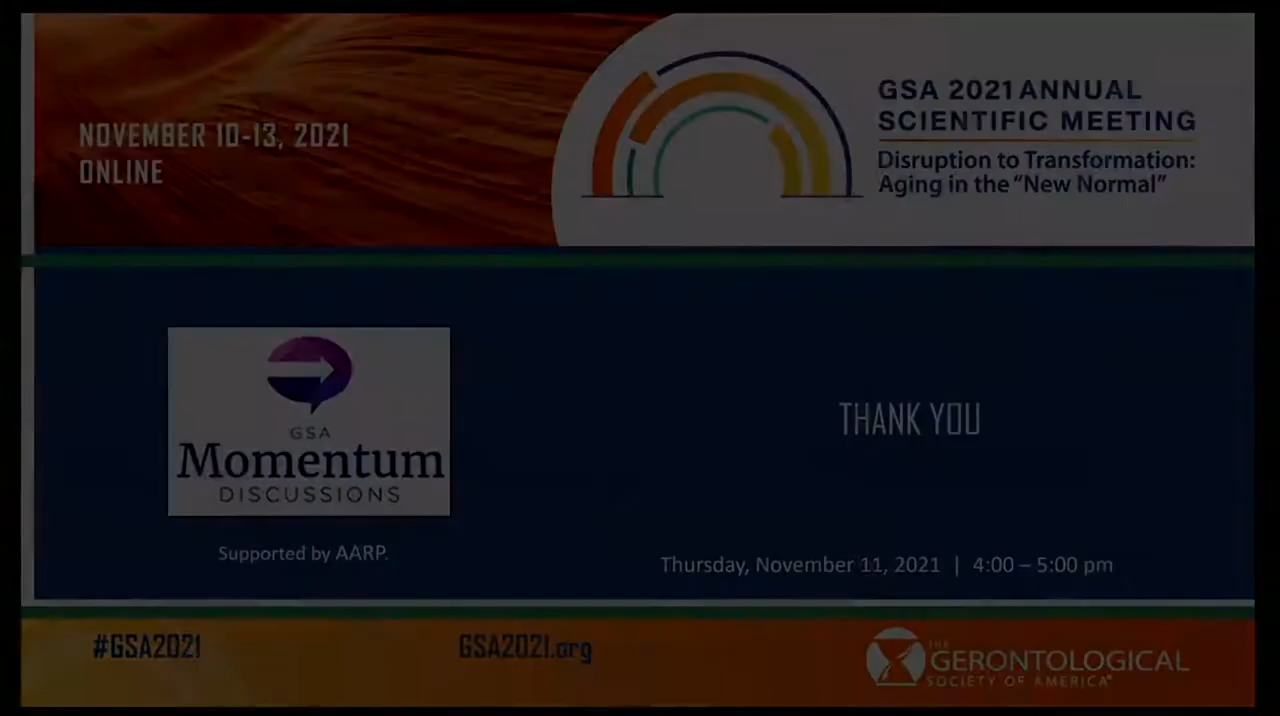 NOVEMBER 10-13, 2021
ONLINE
GSA 2021 ANNUAL
SCIENTIFIC MEETING
Disruption to Transformation:
Aging in the “New Normal”
GSA
Momentum
DISCUSSIONS
Supported by AARP.
THANK YOU
Thursday, November 11, 2021 | 4:00 – 5:00 pm
#GSA2021
GSA2021.org
THE
GERONTOLOGICAL
SOCIETY OF AMERICA®